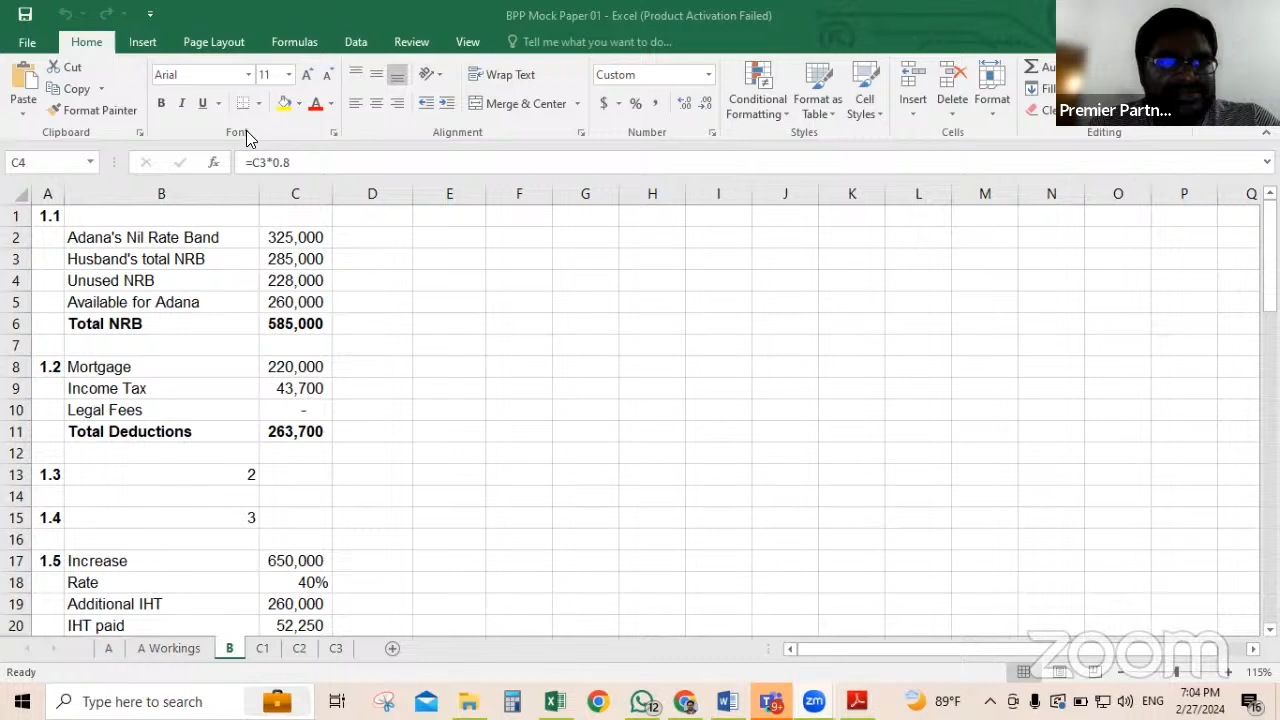 BPP Mock Paper 01 - Excel (Product Activation Failed)
File Home Insert Page Layout Formulas Data Review View Tell me what you want to do...
Paste
Cut
Copy
Format Painter
Clipboard
Arial 11
B I U
Font
Wrap Text
Merge & Center
Alignment
Custom
$ % ,
Number
Conditional Formatting
Format as Table
Cell Styles
Styles
Insert Delete Format
Cells
Editing
Premier Partn...
C4 fx =C3*0.8
A B C D E F G H I J K L M N O P Q
1 1.1
2 Adana's Nil Rate Band 325,000
3 Husband's total NRB 285,000
4 Unused NRB 228,000
5 Available for Adana 260,000
6 Total NRB 585,000
7
8 1.2 Mortgage 220,000
9 Income Tax 43,700
10 Legal Fees -
11 Total Deductions 263,700
12
13 1.3 2
14
15 1.4 3
16
17 1.5 Increase 650,000
18 Rate 40%
19 Additional IHT 260,000
20 IHT paid 52,250
A A Workings B C1 C2 C3
zoom
Ready 115%
Type here to search
12
9+
zm
89°F
ENG
7:04 PM
2/27/2024
16